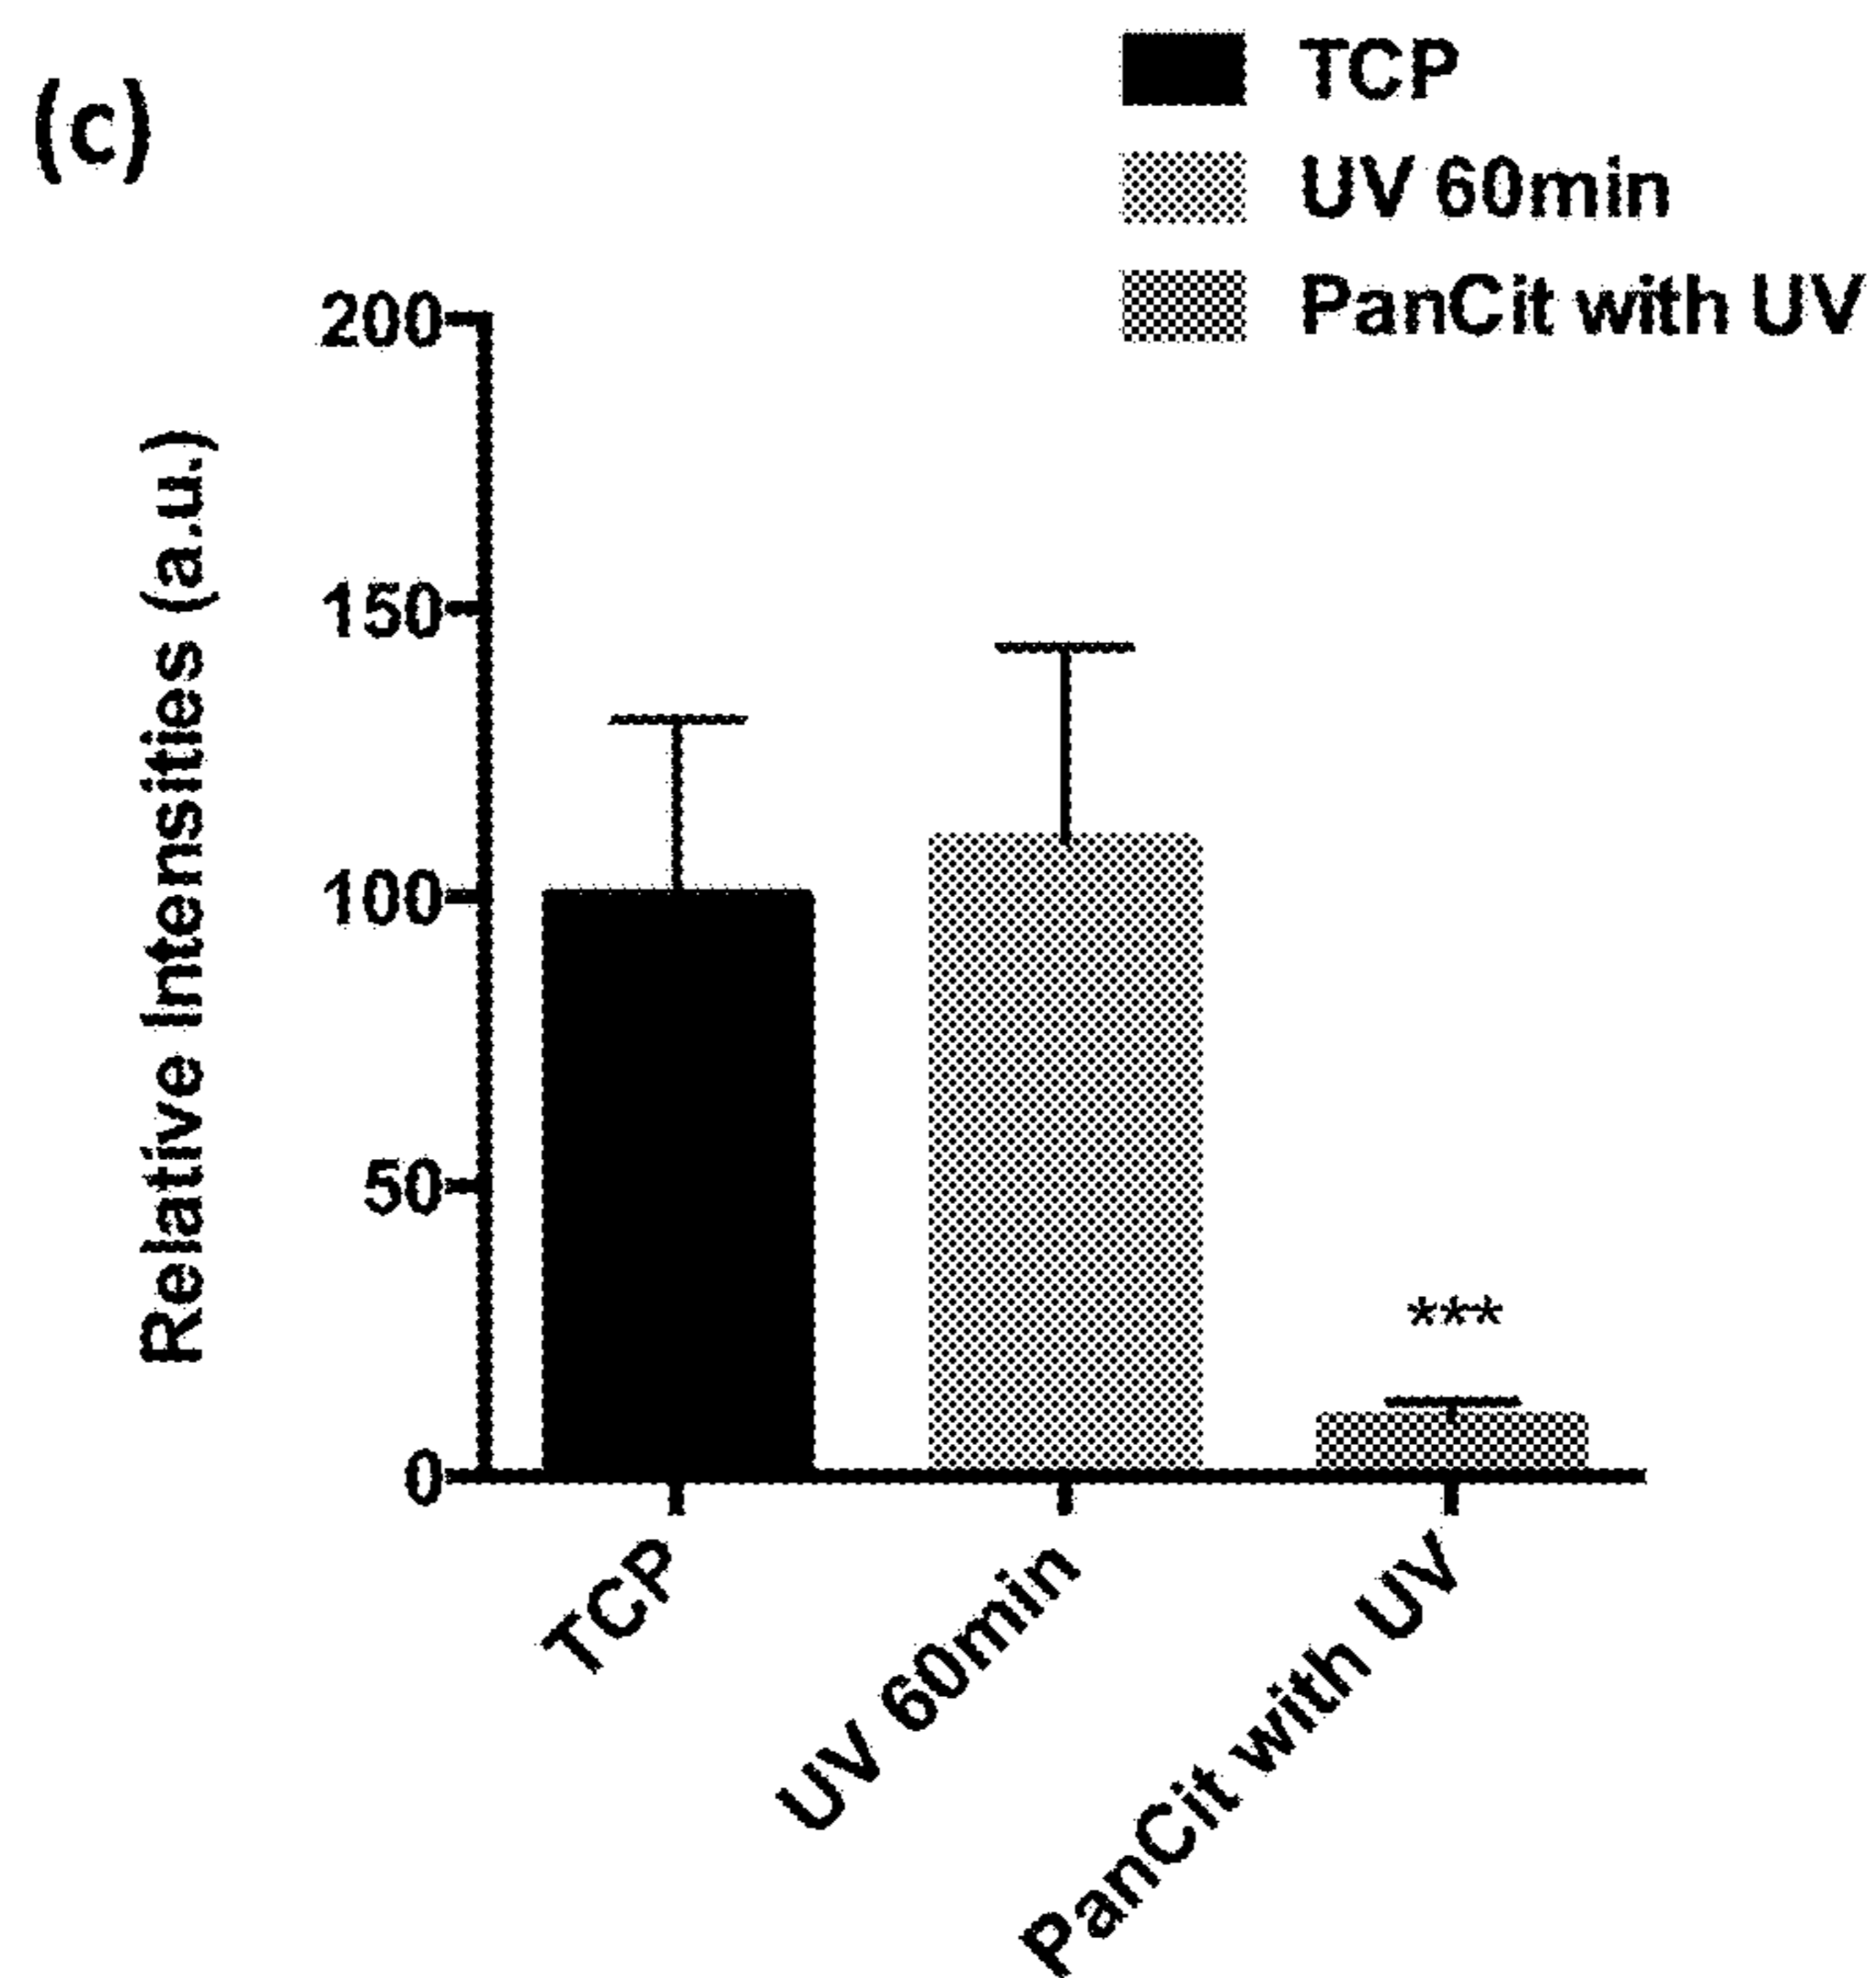 (c)
TCP
UV 60min
PanCit with UV
Relative Intensities (a.u.)
200
150
100
50
0
***
TCP
UV 60min
PanCit with UV